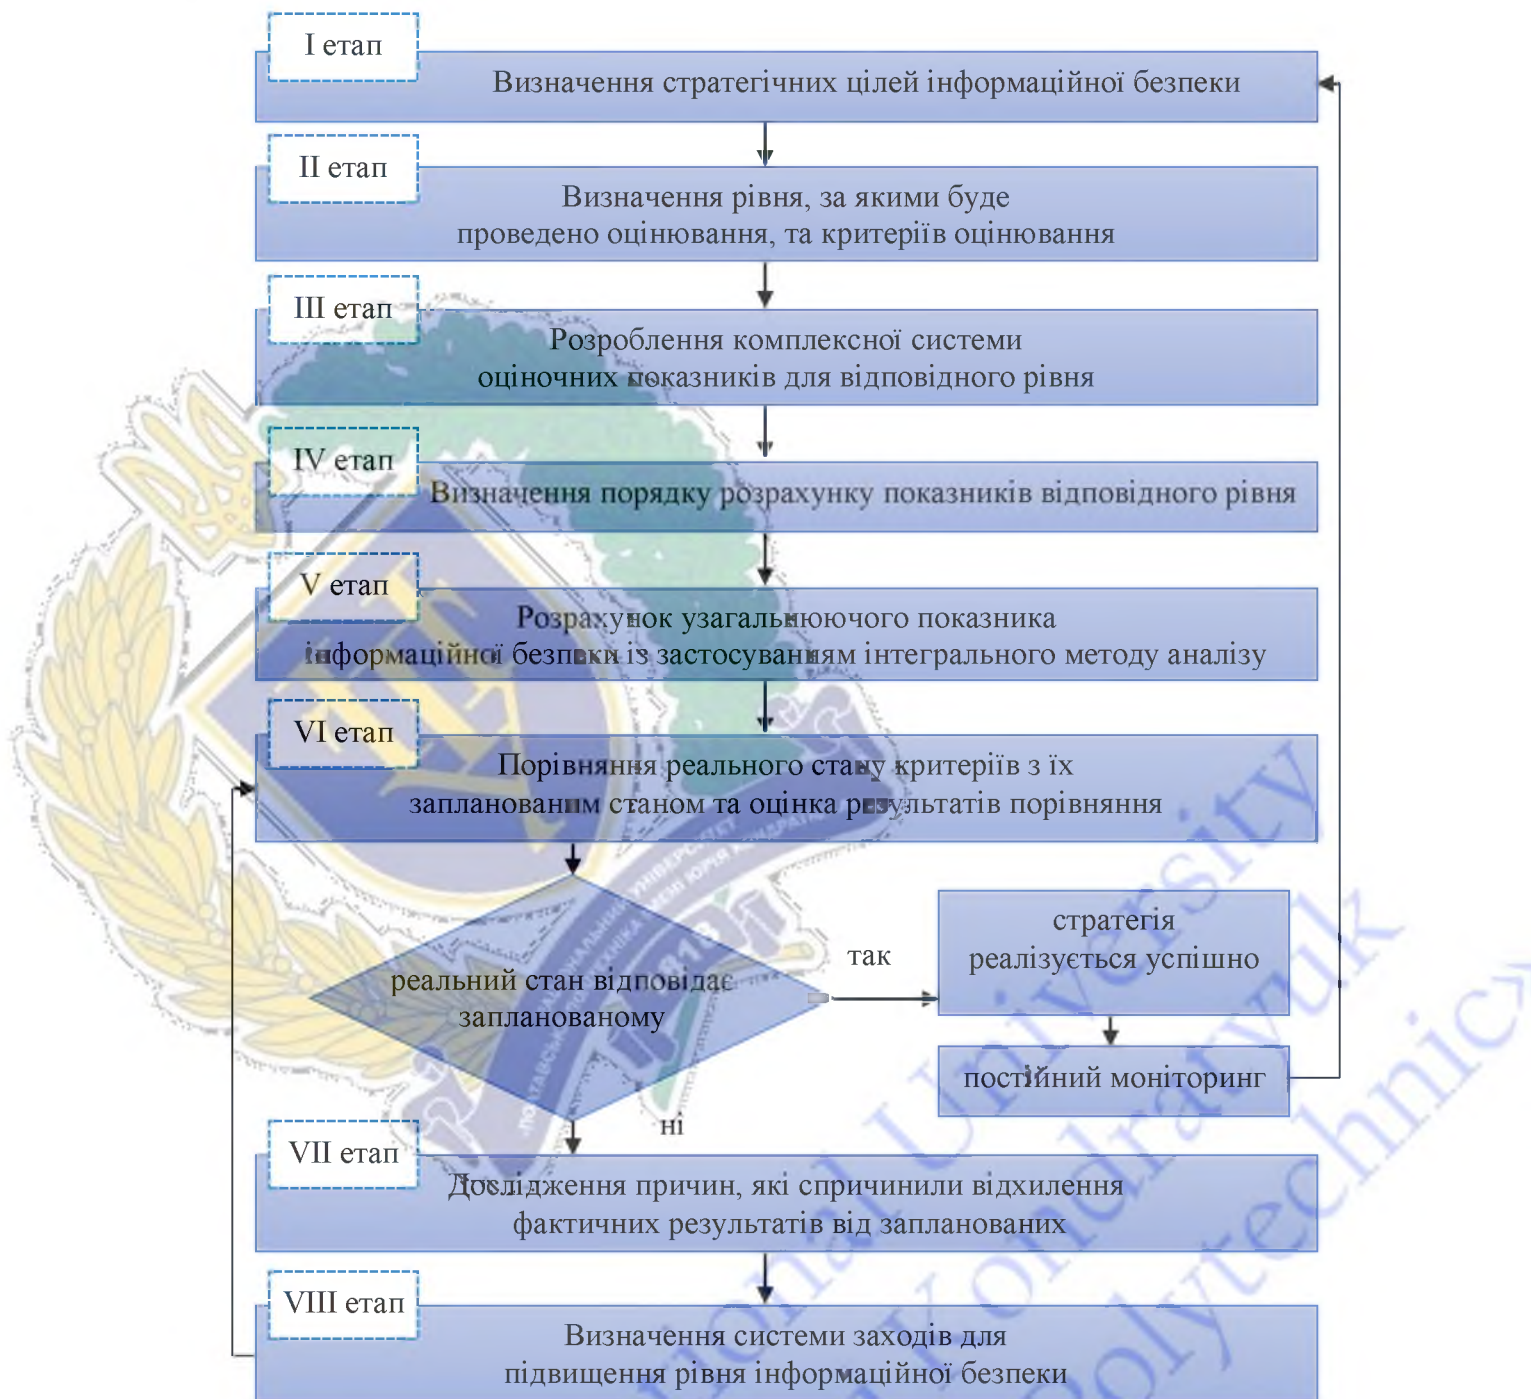 I етап
Визначення стратегічних цілей інформаційної безпеки
II етап
Визначення рівня, за якими буде
проведено оцінювання, та критеріїв оцінювання
III етап
Розроблення комплексної системи
оціночних показників для відповідного рівня
IV етап
Визначення порядку розрахунку показників відповідного рівня
V етап
Розрахунок узагальнюючого показника
інформаційної безпеки із застосуванням інтегрального методу аналізу
VI етап
Порівняння реального стану критеріїв з їх
запланованим станом та оцінка результатів порівняння
реальний стан відповідає
запланованому
так
стратегія
реалізується успішно
постійний моніторинг
ні
VII етап
Дослідження причин, які спричинили відхилення
фактичних результатів від запланованих
VIII етап
Визначення системи заходів для
підвищення рівня інформаційної безпеки
University
Kondratyuk
Polytechnic»
1818